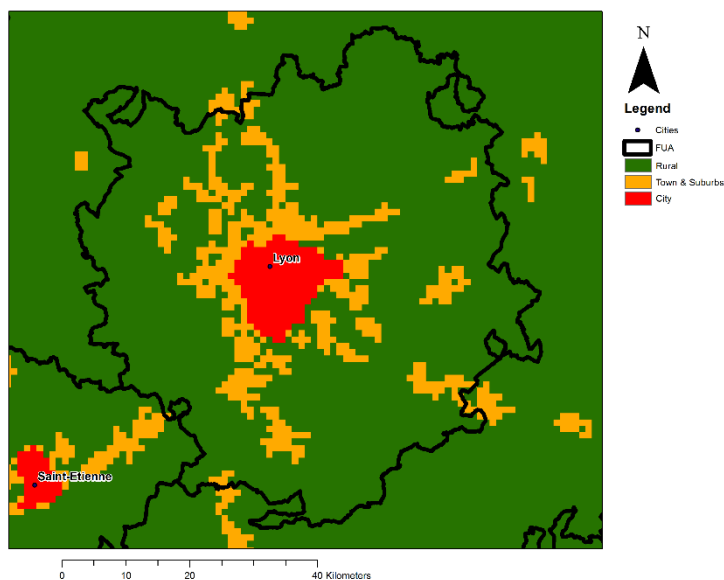 N
Legend
Cities
FUA
Rural
Town & Suburbs
City
Lyon
Saint-Etienne
0 10 20 40 Kilometers